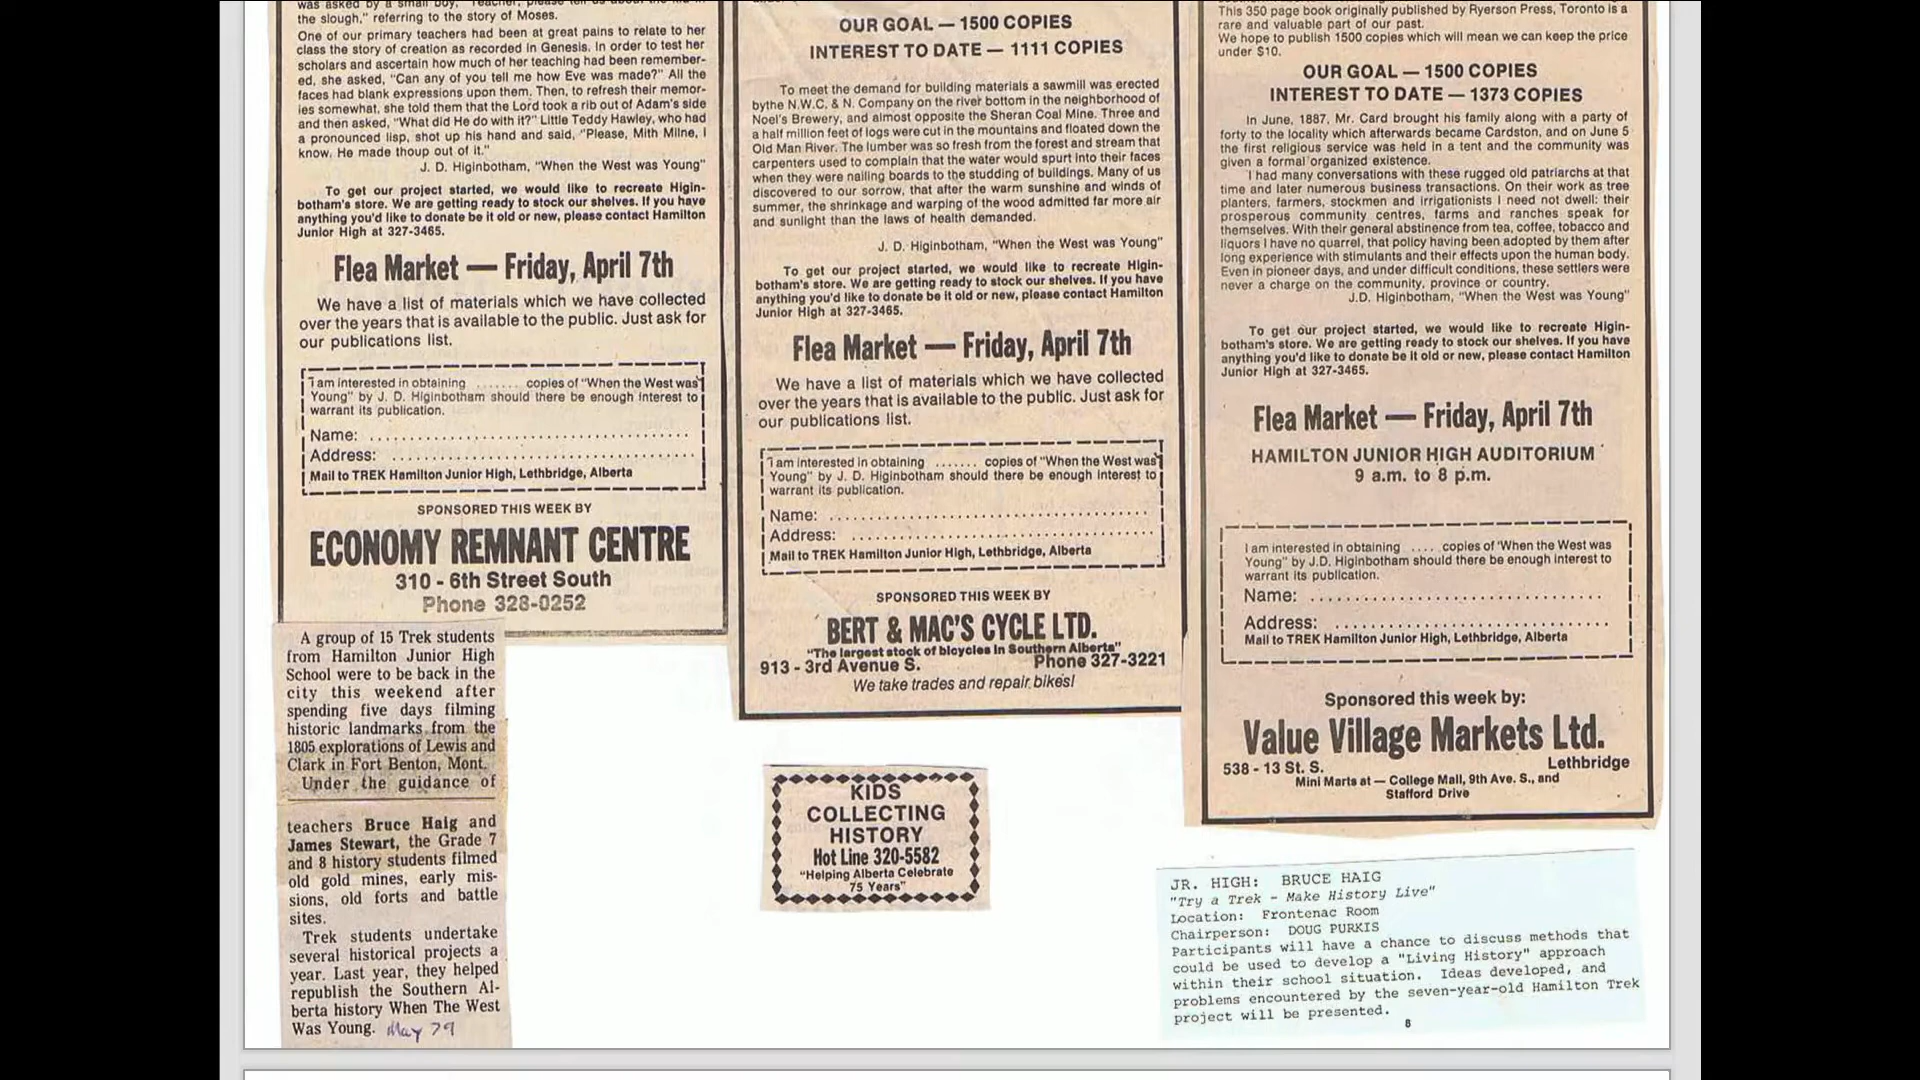 was asked by a small boy, "Teacher, please tell us about the kid in
the slough," referring to the story of Moses.
One of our primary teachers had been at great pains to relate to her
class the story of creation as recorded in Genesis. In order to test her
scholars and ascertain how much of her teaching had been remember-
ed, she asked, "Can any of you tell me how Eve was made?" All the
faces had blank expressions upon them. Then, to refresh their memor-
ies somewhat, she told them that the Lord took a rib out of Adam's side
and then asked, "What did He do with it?" Little Teddy Hawley, who had
a pronounced lisp, shot up his hand and said, "Please, Mith Milne, I
know. He made thoup out of it."
J. D. Higinbotham, "When the West was Young"
To get our project started, we would like to recreate Higin-
botham's store. We are getting ready to stock our shelves. If you have
anything you'd like to donate be it old or new, please contact Hamilton
Junior High at 327-3465.
Flea Market — Friday, April 7th
We have a list of materials which we have collected
over the years that is available to the public. Just ask for
our publications list.
I am interested in obtaining ....... copies of "When the West was
Young" by J. D. Higinbotham should there be enough interest to
warrant its publication.
Name: ........................................
Address: ........................................
Mail to TREK Hamilton Junior High, Lethbridge, Alberta
SPONSORED THIS WEEK BY
ECONOMY REMNANT CENTRE
310 - 6th Street South
Phone 328-0252
A group of 15 Trek students
from Hamilton Junior High
School were to be back in the
city this weekend after
spending five days filming
historic landmarks from the
1805 explorations of Lewis and
Clark in Fort Benton, Mont.
Under the guidance of
teachers Bruce Haig and
James Stewart, the Grade 7
and 8 history students filmed
old gold mines, early mis-
sions, old forts and battle
sites.
Trek students undertake
several historical projects a
year. Last year, they helped
republish the Southern Al-
berta history When The West
Was Young. May 79
OUR GOAL — 1500 COPIES
INTEREST TO DATE — 1111 COPIES
To meet the demand for building materials a sawmill was erected
bythe N.W.C. & N. Company on the river bottom in the neighborhood of
Noel's Brewery, and almost opposite the Sheran Coal Mine. Three and
a half million feet of logs were cut in the mountains and floated down the
Old Man River. The lumber was so fresh from the forest and stream that
carpenters used to complain that the water would spurt into their faces
when they were nailing boards to the studding of buildings. Many of us
discovered to our sorrow, that after the warm sunshine and winds of
summer, the shrinkage and warping of the wood admitted far more air
and sunlight than the laws of health demanded.
J. D. Higinbotham, "When the West was Young"
To get our project started, we would like to recreate Higin-
botham's store. We are getting ready to stock our shelves. If you have
anything you'd like to donate be it old or new, please contact Hamilton
Junior High at 327-3465.
Flea Market — Friday, April 7th
We have a list of materials which we have collected
over the years that is available to the public. Just ask for
our publications list.
I am interested in obtaining ....... copies of "When the West was
Young" by J. D. Higinbotham should there be enough interest to
warrant its publication.
Name: ........................................
Address: ........................................
Mail to TREK Hamilton Junior High, Lethbridge, Alberta
SPONSORED THIS WEEK BY
BERT & MAC'S CYCLE LTD.
"The largest stock of bicycles in Southern Alberta"
913 - 3rd Avenue S. Phone 327-3221
We take trades and repair bikes!
KIDS
COLLECTING
HISTORY
Hot Line 320-5582
"Helping Alberta Celebrate
75 Years"
This 350 page book originally published by Ryerson Press, Toronto is a
rare and valuable part of our past.
We hope to publish 1500 copies which will mean we can keep the price
under $10.
OUR GOAL — 1500 COPIES
INTEREST TO DATE — 1373 COPIES
In June, 1887, Mr. Card brought his family along with a party of
forty to the locality which afterwards became Cardston, and on June 5
the first religious service was held in a tent and the community was
given a formal organized existence.
I had many conversations with these rugged old patriarchs at that
time and later numerous business transactions. On their work as tree
planters, farmers, stockmen and irrigationists I need not dwell: their
prosperous community centres, farms and ranches speak for
themselves. With their general abstinence from tea, coffee, tobacco and
liquors I have no quarrel, that policy having been adopted by them after
long experience with stimulants and their effects upon the human body.
Even in pioneer days, and under difficult conditions, these settlers were
never a charge on the community, province or country.
J.D. Higinbotham, "When the West was Young"
To get our project started, we would like to recreate Higin-
botham's store. We are getting ready to stock our shelves. If you have
anything you'd like to donate be it old or new, please contact Hamilton
Junior High at 327-3465.
Flea Market — Friday, April 7th
HAMILTON JUNIOR HIGH AUDITORIUM
9 a.m. to 8 p.m.
I am interested in obtaining .... copies of 'When the West was
Young" by J.D. Higinbotham should there be enough interest to
warrant its publication.
Name: ........................................
Address: ........................................
Mail to TREK Hamilton Junior High, Lethbridge, Alberta
Sponsored this week by:
Value Village Markets Ltd.
538 - 13 St. S. Lethbridge
Mini Marts at — College Mall, 9th Ave. S., and
Stafford Drive
JR. HIGH: BRUCE HAIG
"Try a Trek - Make History Live"
Location: Frontenac Room
Chairperson: DOUG PURKIS
Participants will have a chance to discuss methods that
could be used to develop a "Living History" approach
within their school situation. Ideas developed, and
problems encountered by the seven-year-old Hamilton Trek
project will be presented.
8